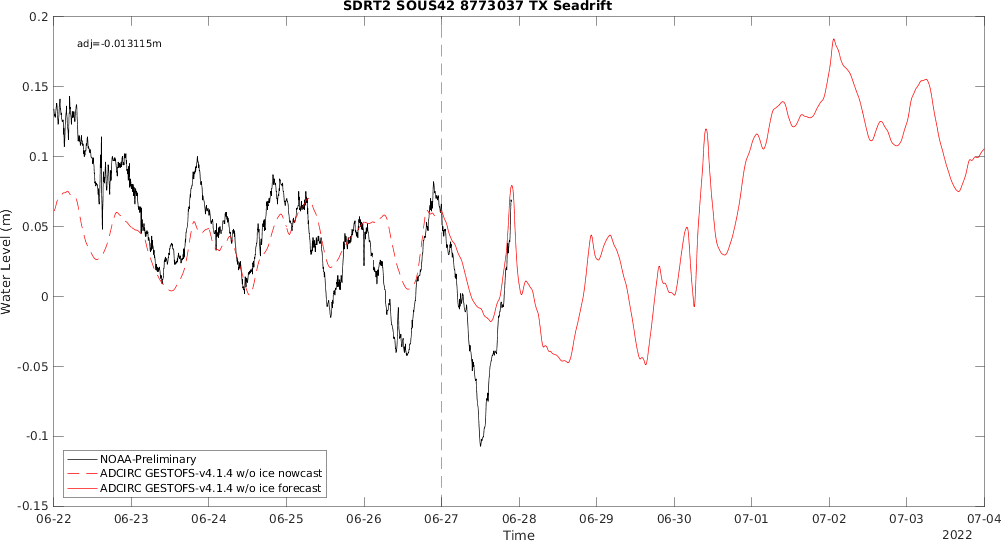 SDRT2 SOUS42 8773037 TX Seadrift
adj=-0.013115m
Water Level (m)
0.2
0.15
0.1
0.05
0
-0.05
-0.1
-0.15
NOAA-Preliminary
ADCIRC GESTOFS-v4.1.4 w/o ice nowcast
ADCIRC GESTOFS-v4.1.4 w/o ice forecast
06-22 06-23 06-24 06-25 06-26 06-27 06-28 06-29 06-30 07-01 07-02 07-03 07-04
Time
2022